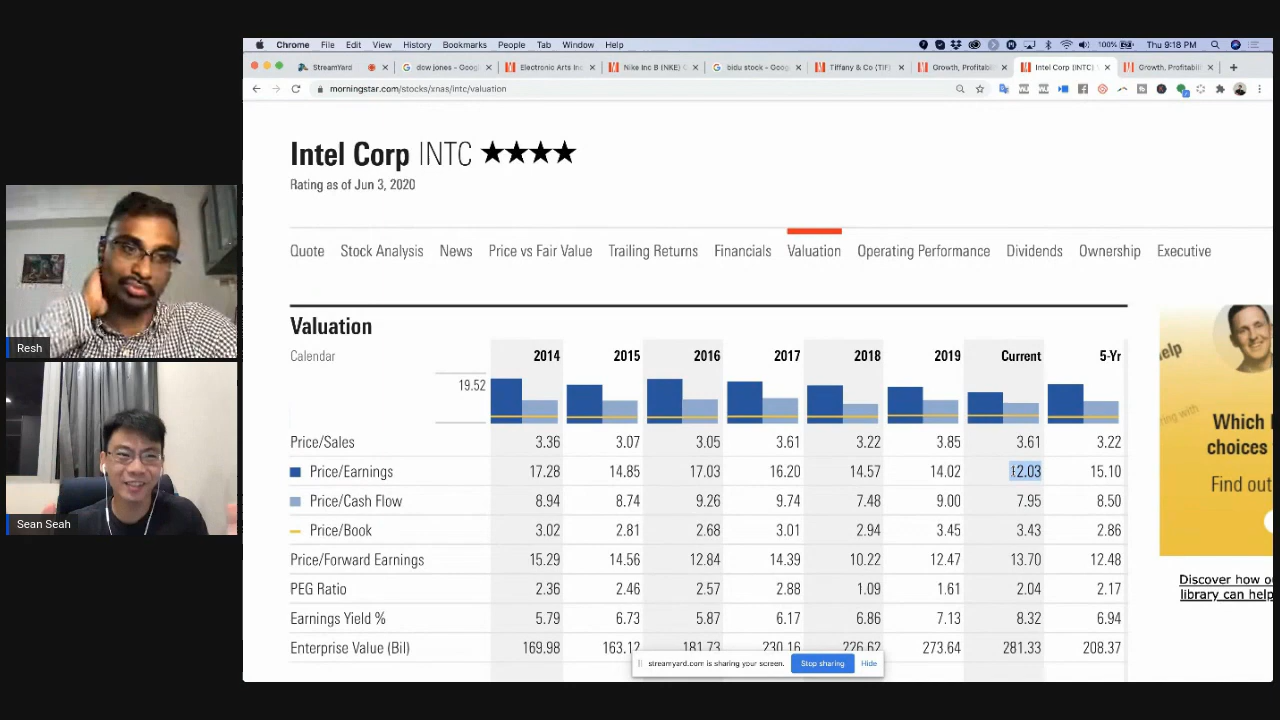 Chrome File Edit View History Bookmarks People Tab Window Help
100% Thu 9:18 PM
StreamYard
dow jones - Goog
Electronic Arts Inc
Nike Inc B (NKE) C
bidu stock - Goog
Tiffany & Co (TIF)
Growth, Profitabil
Intel Corp (INTC)
Growth, Profitabil
morningstar.com/stocks/xnas/intc/valuation
Intel Corp INTC ★★★★
Rating as of Jun 3, 2020
Quote Stock Analysis News Price vs Fair Value Trailing Returns Financials Valuation Operating Performance Dividends Ownership Executive
Valuation
Calendar 2014 2015 2016 2017 2018 2019 Current 5-Yr
19.52
Price/Sales 3.36 3.07 3.05 3.61 3.22 3.85 3.61 3.22
Price/Earnings 17.28 14.85 17.03 16.20 14.57 14.02 12.03 15.10
Price/Cash Flow 8.94 8.74 9.26 9.74 7.48 9.00 7.95 8.50
Price/Book 3.02 2.81 2.68 3.01 2.94 3.45 3.43 2.86
Price/Forward Earnings 15.29 14.56 12.84 14.39 10.22 12.47 13.70 12.48
PEG Ratio 2.36 2.46 2.57 2.88 1.09 1.61 2.04 2.17
Earnings Yield % 5.79 6.73 5.87 6.17 6.86 7.13 8.32 6.94
Enterprise Value (Bil) 169.98 163.12 181.73 230.16 226.62 273.64 281.33 208.37
streamyard.com is sharing your screen. Stop sharing Hide
elp
ring with
Which I
choices
Find out
Discover how o
library can help
Resh
Sean Seah